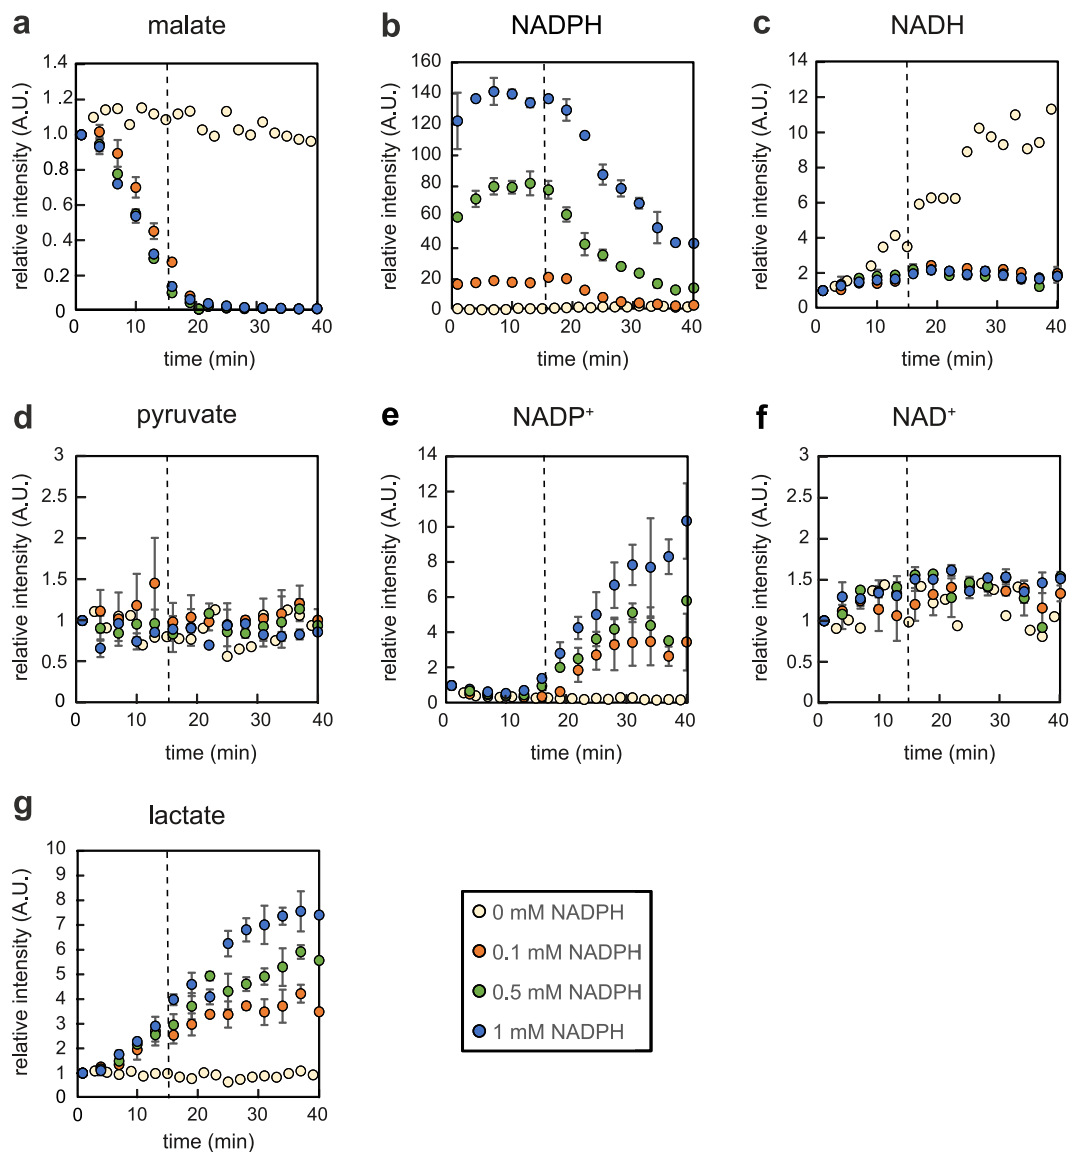 a malate
1.4
1.2
1.0
0.8
0.6
0.4
0.2
0
0 10 20 30 40
relative intensity (A.U.)
time (min)
b NADPH
160
140
120
100
80
60
40
20
0
0 10 20 30 40
relative intensity (A.U.)
time (min)
c NADH
14
12
10
8
6
4
2
0
0 10 20 30 40
relative intensity (A.U.)
time (min)
d pyruvate
3
2.5
2
1.5
1
0.5
0
0 10 20 30 40
relative intensity (A.U.)
time (min)
e NADP⁺
14
12
10
8
6
4
2
0
0 10 20 30 40
relative intensity (A.U.)
time (min)
f NAD⁺
3
2.5
2
1.5
1
0.5
0
0 10 20 30 40
relative intensity (A.U.)
time (min)
g lactate
10
9
8
7
6
5
4
3
2
1
0
0 10 20 30 40
relative intensity (A.U.)
time (min)
0 mM NADPH
0.1 mM NADPH
0.5 mM NADPH
1 mM NADPH